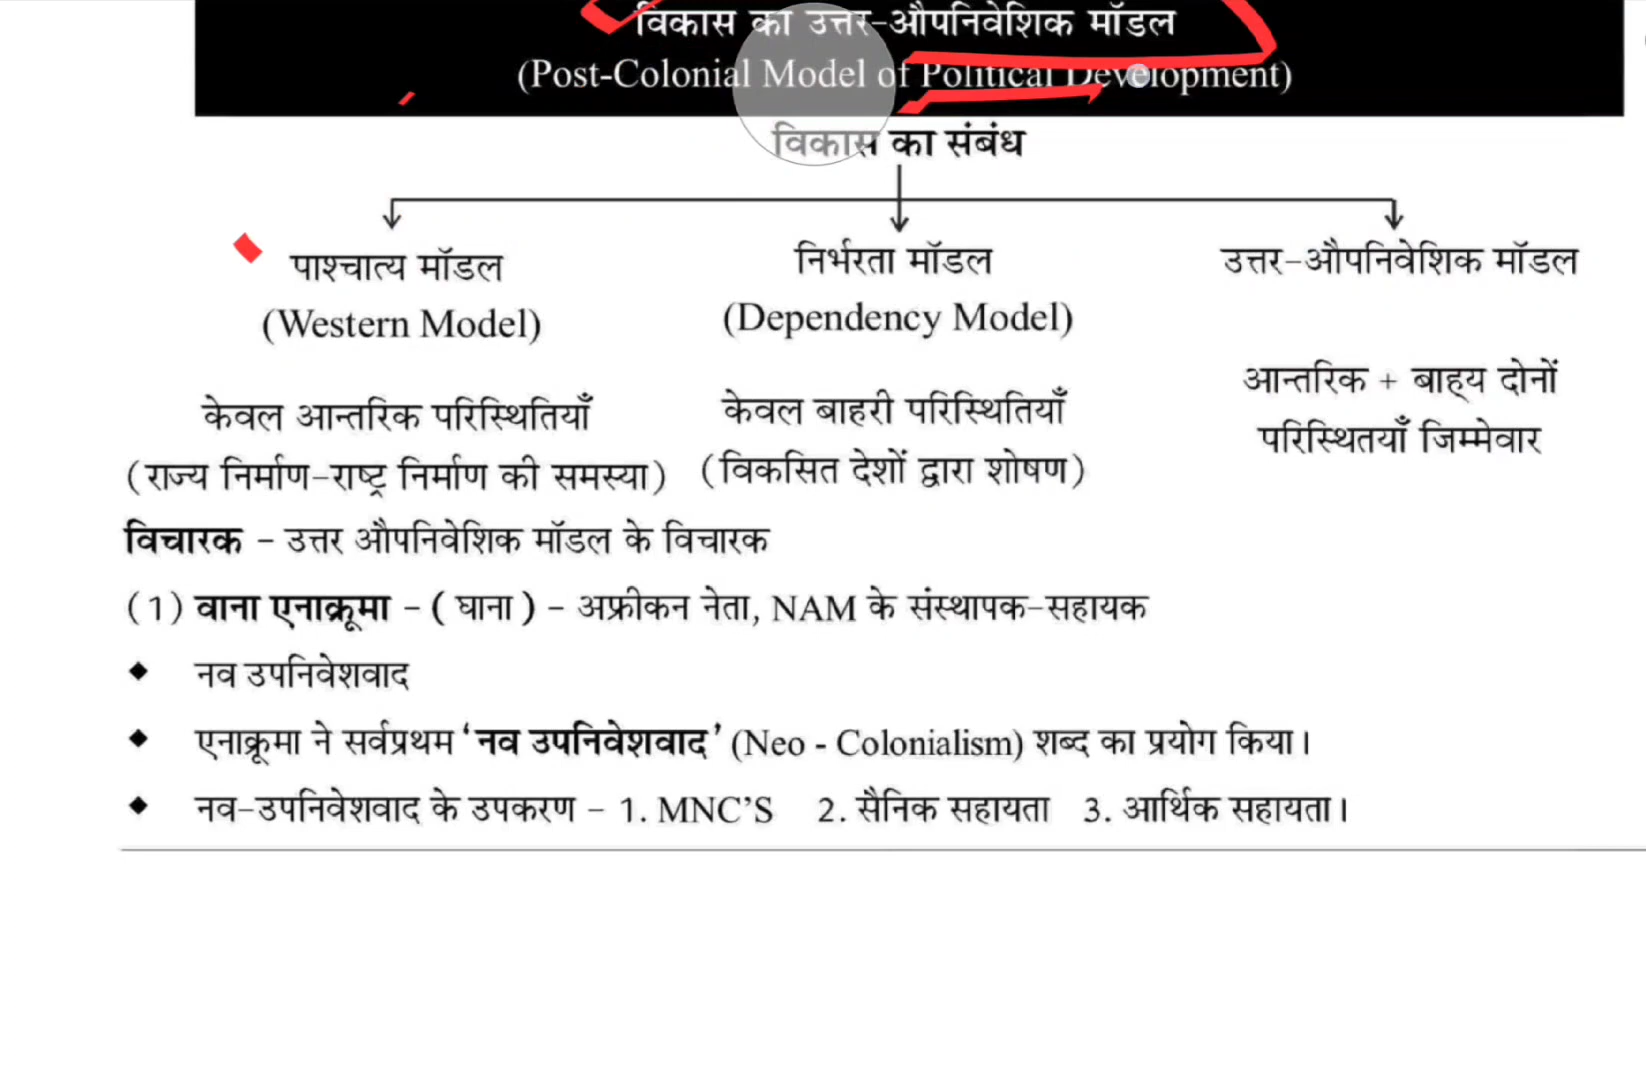 विकास का उत्तर-औपनिवेशिक मॉडल
(Post-Colonial Model of Political Development)
विकास का संबंध
पाश्चात्य मॉडल
(Western Model)
केवल आन्तरिक परिस्थितियाँ
(राज्य निर्माण-राष्ट्र निर्माण की समस्या)
निर्भरता मॉडल
(Dependency Model)
केवल बाहरी परिस्थितियाँ
(विकसित देशों द्वारा शोषण)
उत्तर-औपनिवेशिक मॉडल
आन्तरिक + बाह्य दोनों
परिस्थितयाँ जिम्मेवार
विचारक - उत्तर औपनिवेशिक मॉडल के विचारक
(1) वाना एनाक्रूमा - ( घाना ) - अफ्रीकन नेता, NAM के संस्थापक-सहायक
◆ नव उपनिवेशवाद
◆ एनाक्रूमा ने सर्वप्रथम ‘नव उपनिवेशवाद’ (Neo - Colonialism) शब्द का प्रयोग किया।
◆ नव-उपनिवेशवाद के उपकरण - 1. MNC’S 2. सैनिक सहायता 3. आर्थिक सहायता।